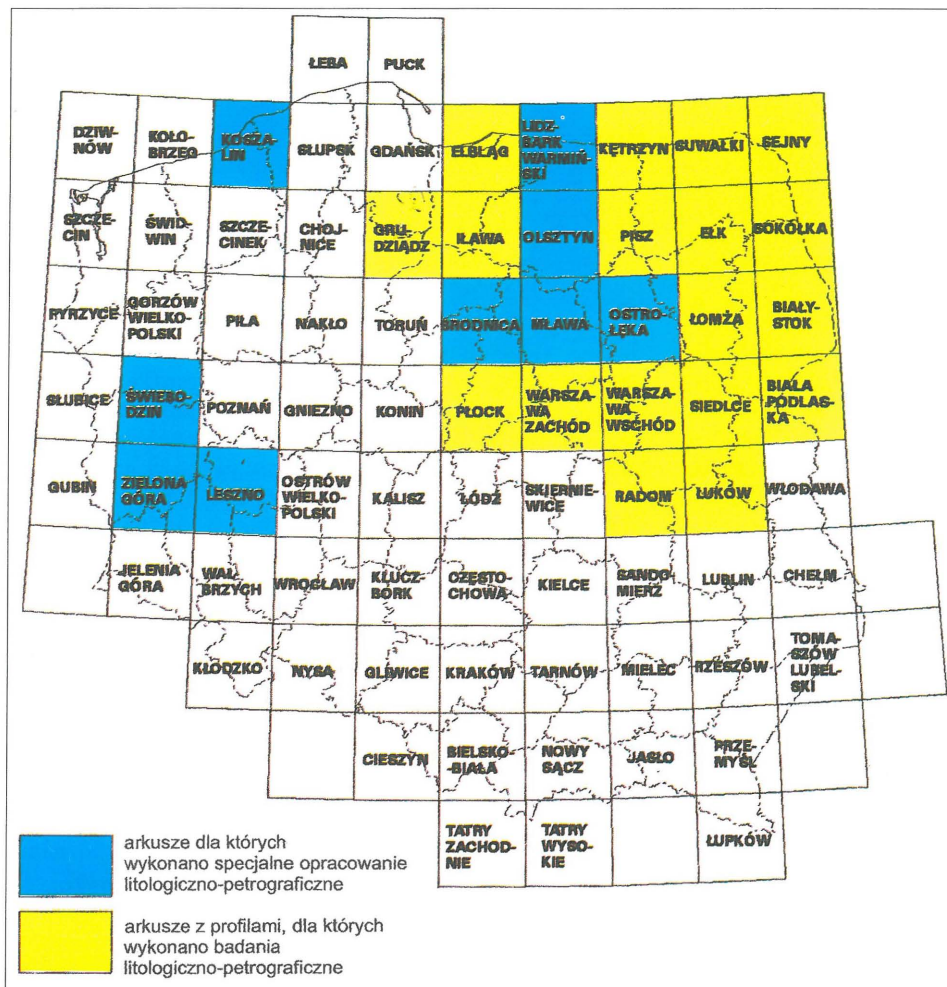 ŁEBA
PUCK
DZIW-
NÓW
KOŁO-
BRZEG
KOSZA-
LIN
SŁUPSK
GDAŃSK
ELBLĄG
LIDZ-
BARK
WARMIŃ-
SKI
KĘTRZYN
SUWAŁKI
SEJNY
SZCZE-
CIN
ŚWID-
WIN
SZCZE-
CINEK
CHOJ-
NICE
GRU-
DZIĄDZ
IŁAWA
OLSZTYN
PISZ
EŁK
SOKÓŁKA
PYRZYCE
GORZÓW
WIELKO-
POLSKI
PIŁA
NAKŁO
TORUŃ
BRODNICA
MŁAWA
OSTRO-
ŁĘKA
ŁOMŻA
BIAŁY-
STOK
SŁUBICE
ŚWIEBO-
DZIN
POZNAŃ
GNIEZNO
KONIN
PŁOCK
WARSZA-
WA
ZACHÓD
WARSZA-
WA
WSCHÓD
SIEDLCE
BIAŁA
PODLAS-
KA
GUBIN
ZIELONA
GÓRA
LESZNO
OSTRÓW
WIELKO-
POLSKI
KALISZ
ŁÓDŹ
SKIERNIE-
WICE
RADOM
ŁUKÓW
WŁODAWA
JELENIA
GÓRA
WAŁ-
BRZYCH
WROCŁAW
KLUCZ-
BORK
CZĘSTO-
CHOWA
KIELCE
SANDO-
MIERZ
LUBLIN
CHEŁM
KŁODZKO
NYSA
GLIWICE
KRAKÓW
TARNÓW
MIELEC
RZESZÓW
TOMA-
SZÓW
LUBEL-
SKI
CIESZYN
BIELSKO-
BIAŁA
NOWY
SĄCZ
JASŁO
PRZE-
MYŚL
TATRY
ZACHOD-
NIE
TATRY
WYSO-
KIE
ŁUPKÓW
arkusze dla których
wykonano specjalne opracowanie
litologiczno-petrograficzne
arkusze z profilami, dla których
wykonano badania
litologiczno-petrograficzne